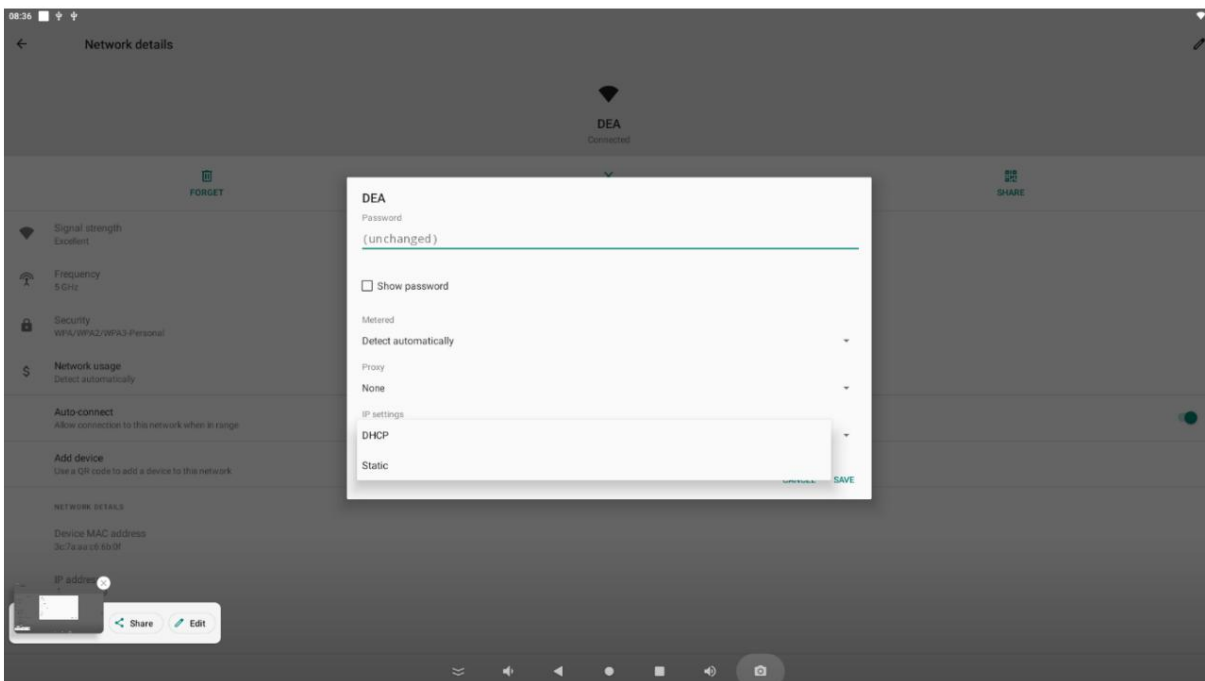 08:36
Network details
DEA
Connected
FORGET
SHARE
Signal strength
Excellent
Frequency
5 GHz
Security
WPA/WPA2/WPA3-Personal
Network usage
Detect automatically
Auto-connect
Allow connection to this network when in range
Add device
Use a QR code to add a device to this network
NETWORK DETAILS
Device MAC address
IP address
DEA
Password
(unchanged)
Show password
Metered
Detect automatically
Proxy
None
IP settings
DHCP
Static
CANCEL SAVE
Share Edit